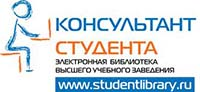 КОНСУЛЬТАНТ
СТУДЕНТА
ЭЛЕКТРОННАЯ БИБЛИОТЕКА
ВЫСШЕГО УЧЕБНОГО ЗАВЕДЕНИЯ
www.studentlibrary.ru